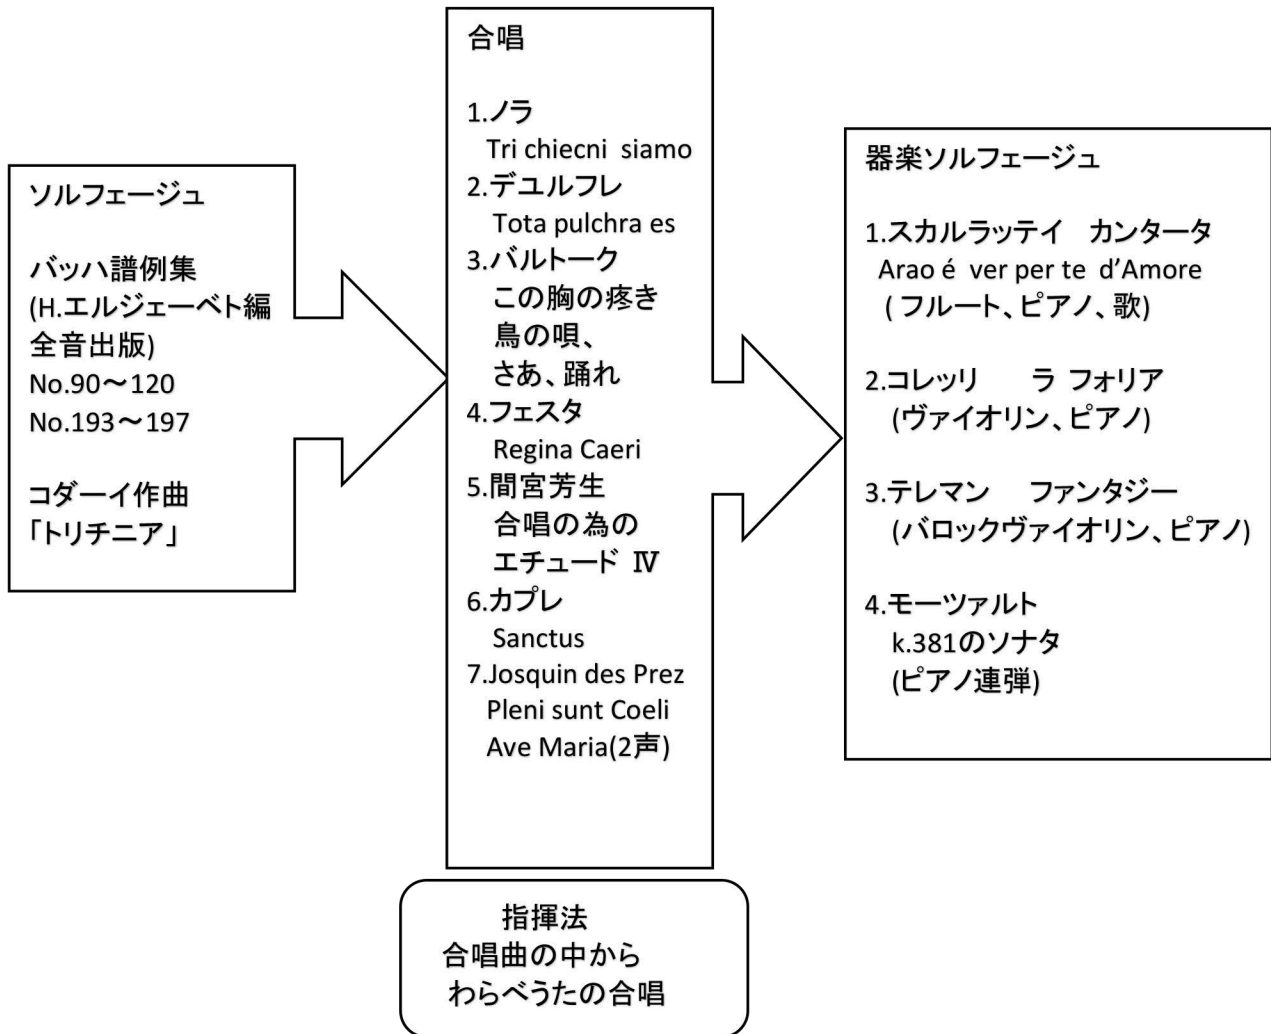 ソルフェージュ
バッハ譜例集
(H.エルジェーベト編
全音出版)
No.90〜120
No.193〜197
コダーイ作曲
「トリチニア」
合唱
1.ノラ
Tri chiecni siamo
2.デユルフレ
Tota pulchra es
3.バルトーク
この胸の疼き
鳥の唄、
さあ、踊れ
4.フェスタ
Regina Caeri
5.間宮芳生
合唱の為の
エチュード Ⅳ
6.カプレ
Sanctus
7.Josquin des Prez
Pleni sunt Coeli
Ave Maria(2声)
指揮法
合唱曲の中から
わらべうたの合唱
器楽ソルフェージュ
1.スカルラッテイ カンタータ
Arao é ver per te d’Amore
( フルート、ピアノ、歌)
2.コレッリ ラ フォリア
(ヴァイオリン、ピアノ)
3.テレマン ファンタジー
(バロックヴァイオリン、ピアノ)
4.モーツァルト
k.381のソナタ
(ピアノ連弾)